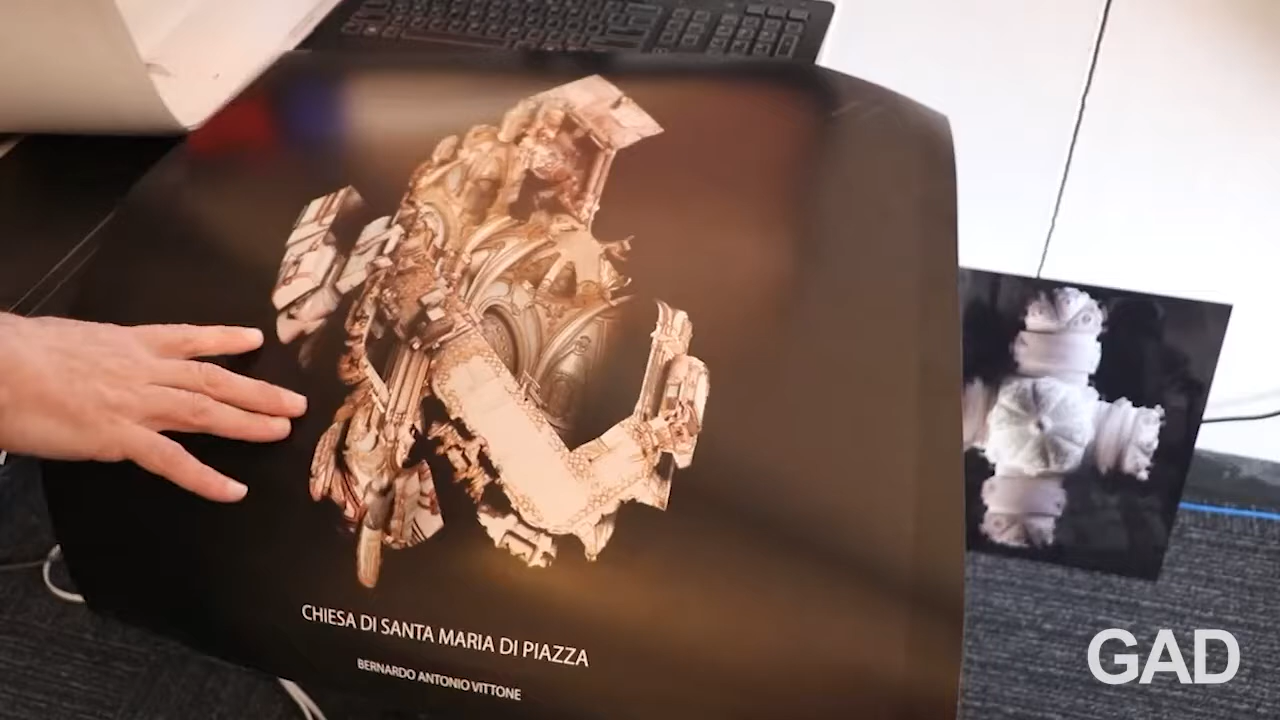 CHIESA DI SANTA MARIA DI PIAZZA
BERNARDO ANTONIO VITTONE
GAD